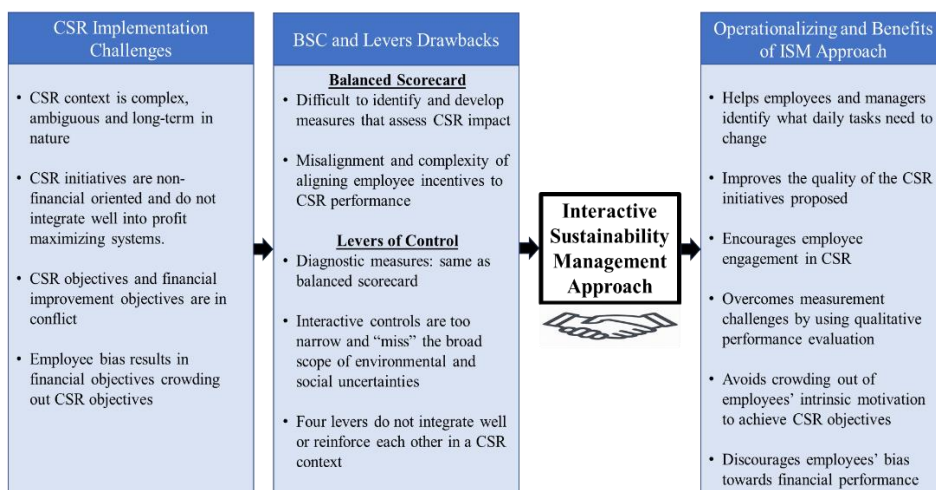 CSR Implementation
Challenges
• CSR context is complex,
ambiguous and long-term in
nature
• CSR initiatives are non-
financial oriented and do not
integrate well into profit
maximizing systems.
• CSR objectives and financial
improvement objectives are in
conflict
• Employee bias results in
financial objectives crowding
out CSR objectives
BSC and Levers Drawbacks
Balanced Scorecard
• Difficult to identify and develop
measures that assess CSR impact
• Misalignment and complexity of
aligning employee incentives to
CSR performance
Levers of Control
• Diagnostic measures: same as
balanced scorecard
• Interactive controls are too
narrow and “miss” the broad
scope of environmental and
social uncertainties
• Four levers do not integrate well
or reinforce each other in a CSR
context
Interactive
Sustainability
Management
Approach
Operationalizing and Benefits
of ISM Approach
• Helps employees and managers
identify what daily tasks need to
change
• Improves the quality of the CSR
initiatives proposed
• Encourages employee
engagement in CSR
• Overcomes measurement
challenges by using qualitative
performance evaluation
• Avoids crowding out of
employees’ intrinsic motivation
to achieve CSR objectives
• Discourages employees’ bias
towards financial performance